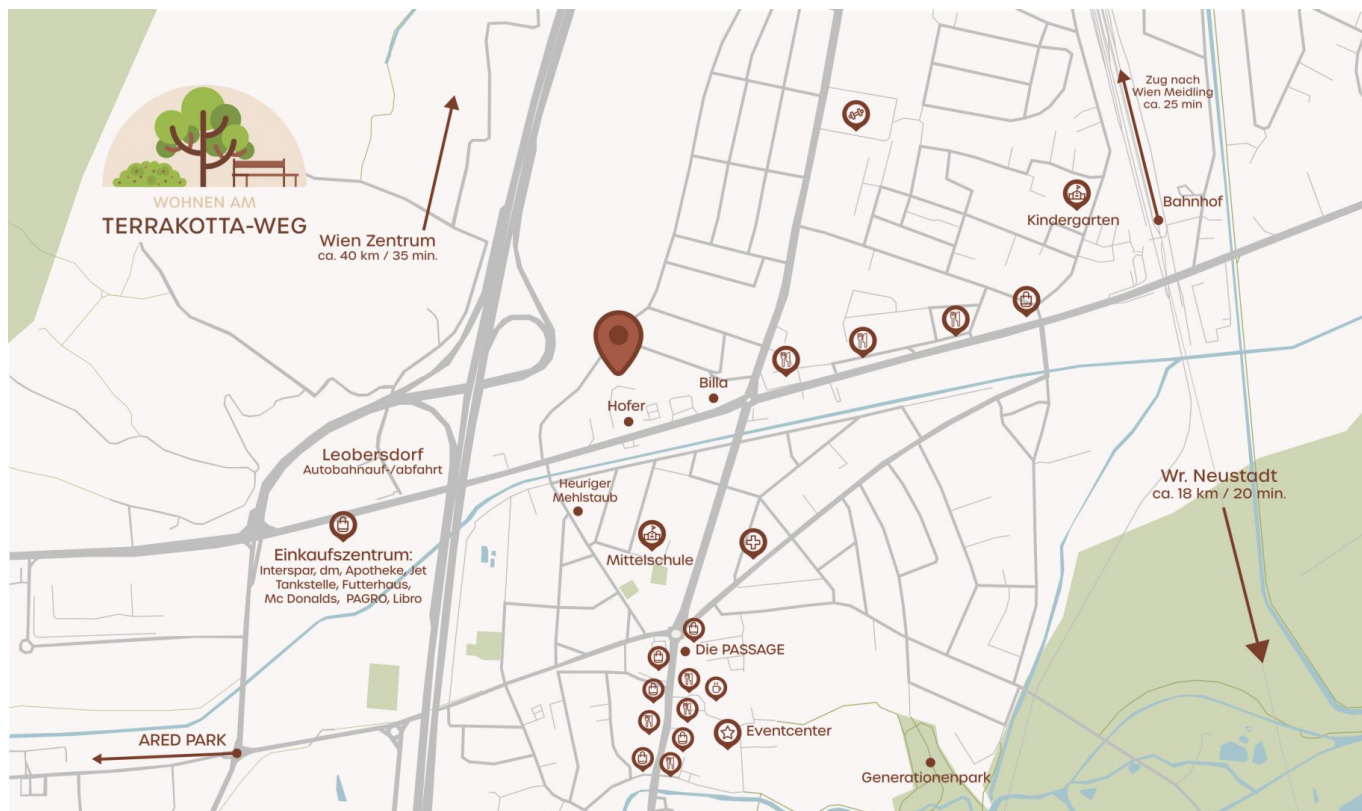 WOHNEN AM
TERRAKOTTA-WEG
Wien Zentrum
ca. 40 km / 35 min.
Zug nach
Wien Meidling
ca. 25 min
Kindergarten
Bahnhof
Billa
Hofer
Leobersdorf
Autobahnauf-/abfahrt
Heuriger
Mehlstaub
Wr. Neustadt
ca. 18 km / 20 min.
Einkaufszentrum:
Interspar, dm, Apotheke, Jet
Tankstelle, Futterhaus,
Mc Donalds, PAGRO, Libro
Mittelschule
Die PASSAGE
Eventcenter
ARED PARK
Generationenpark